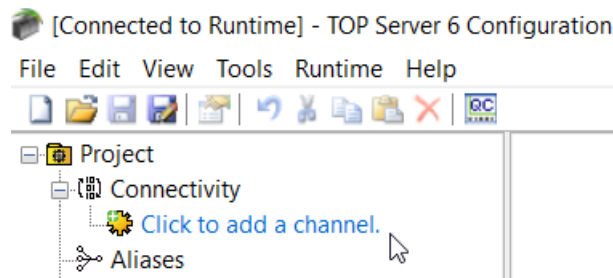 [Connected to Runtime] - TOP Server 6 Configuration
File Edit View Tools Runtime Help
QC
Project
Connectivity
Click to add a channel.
Aliases